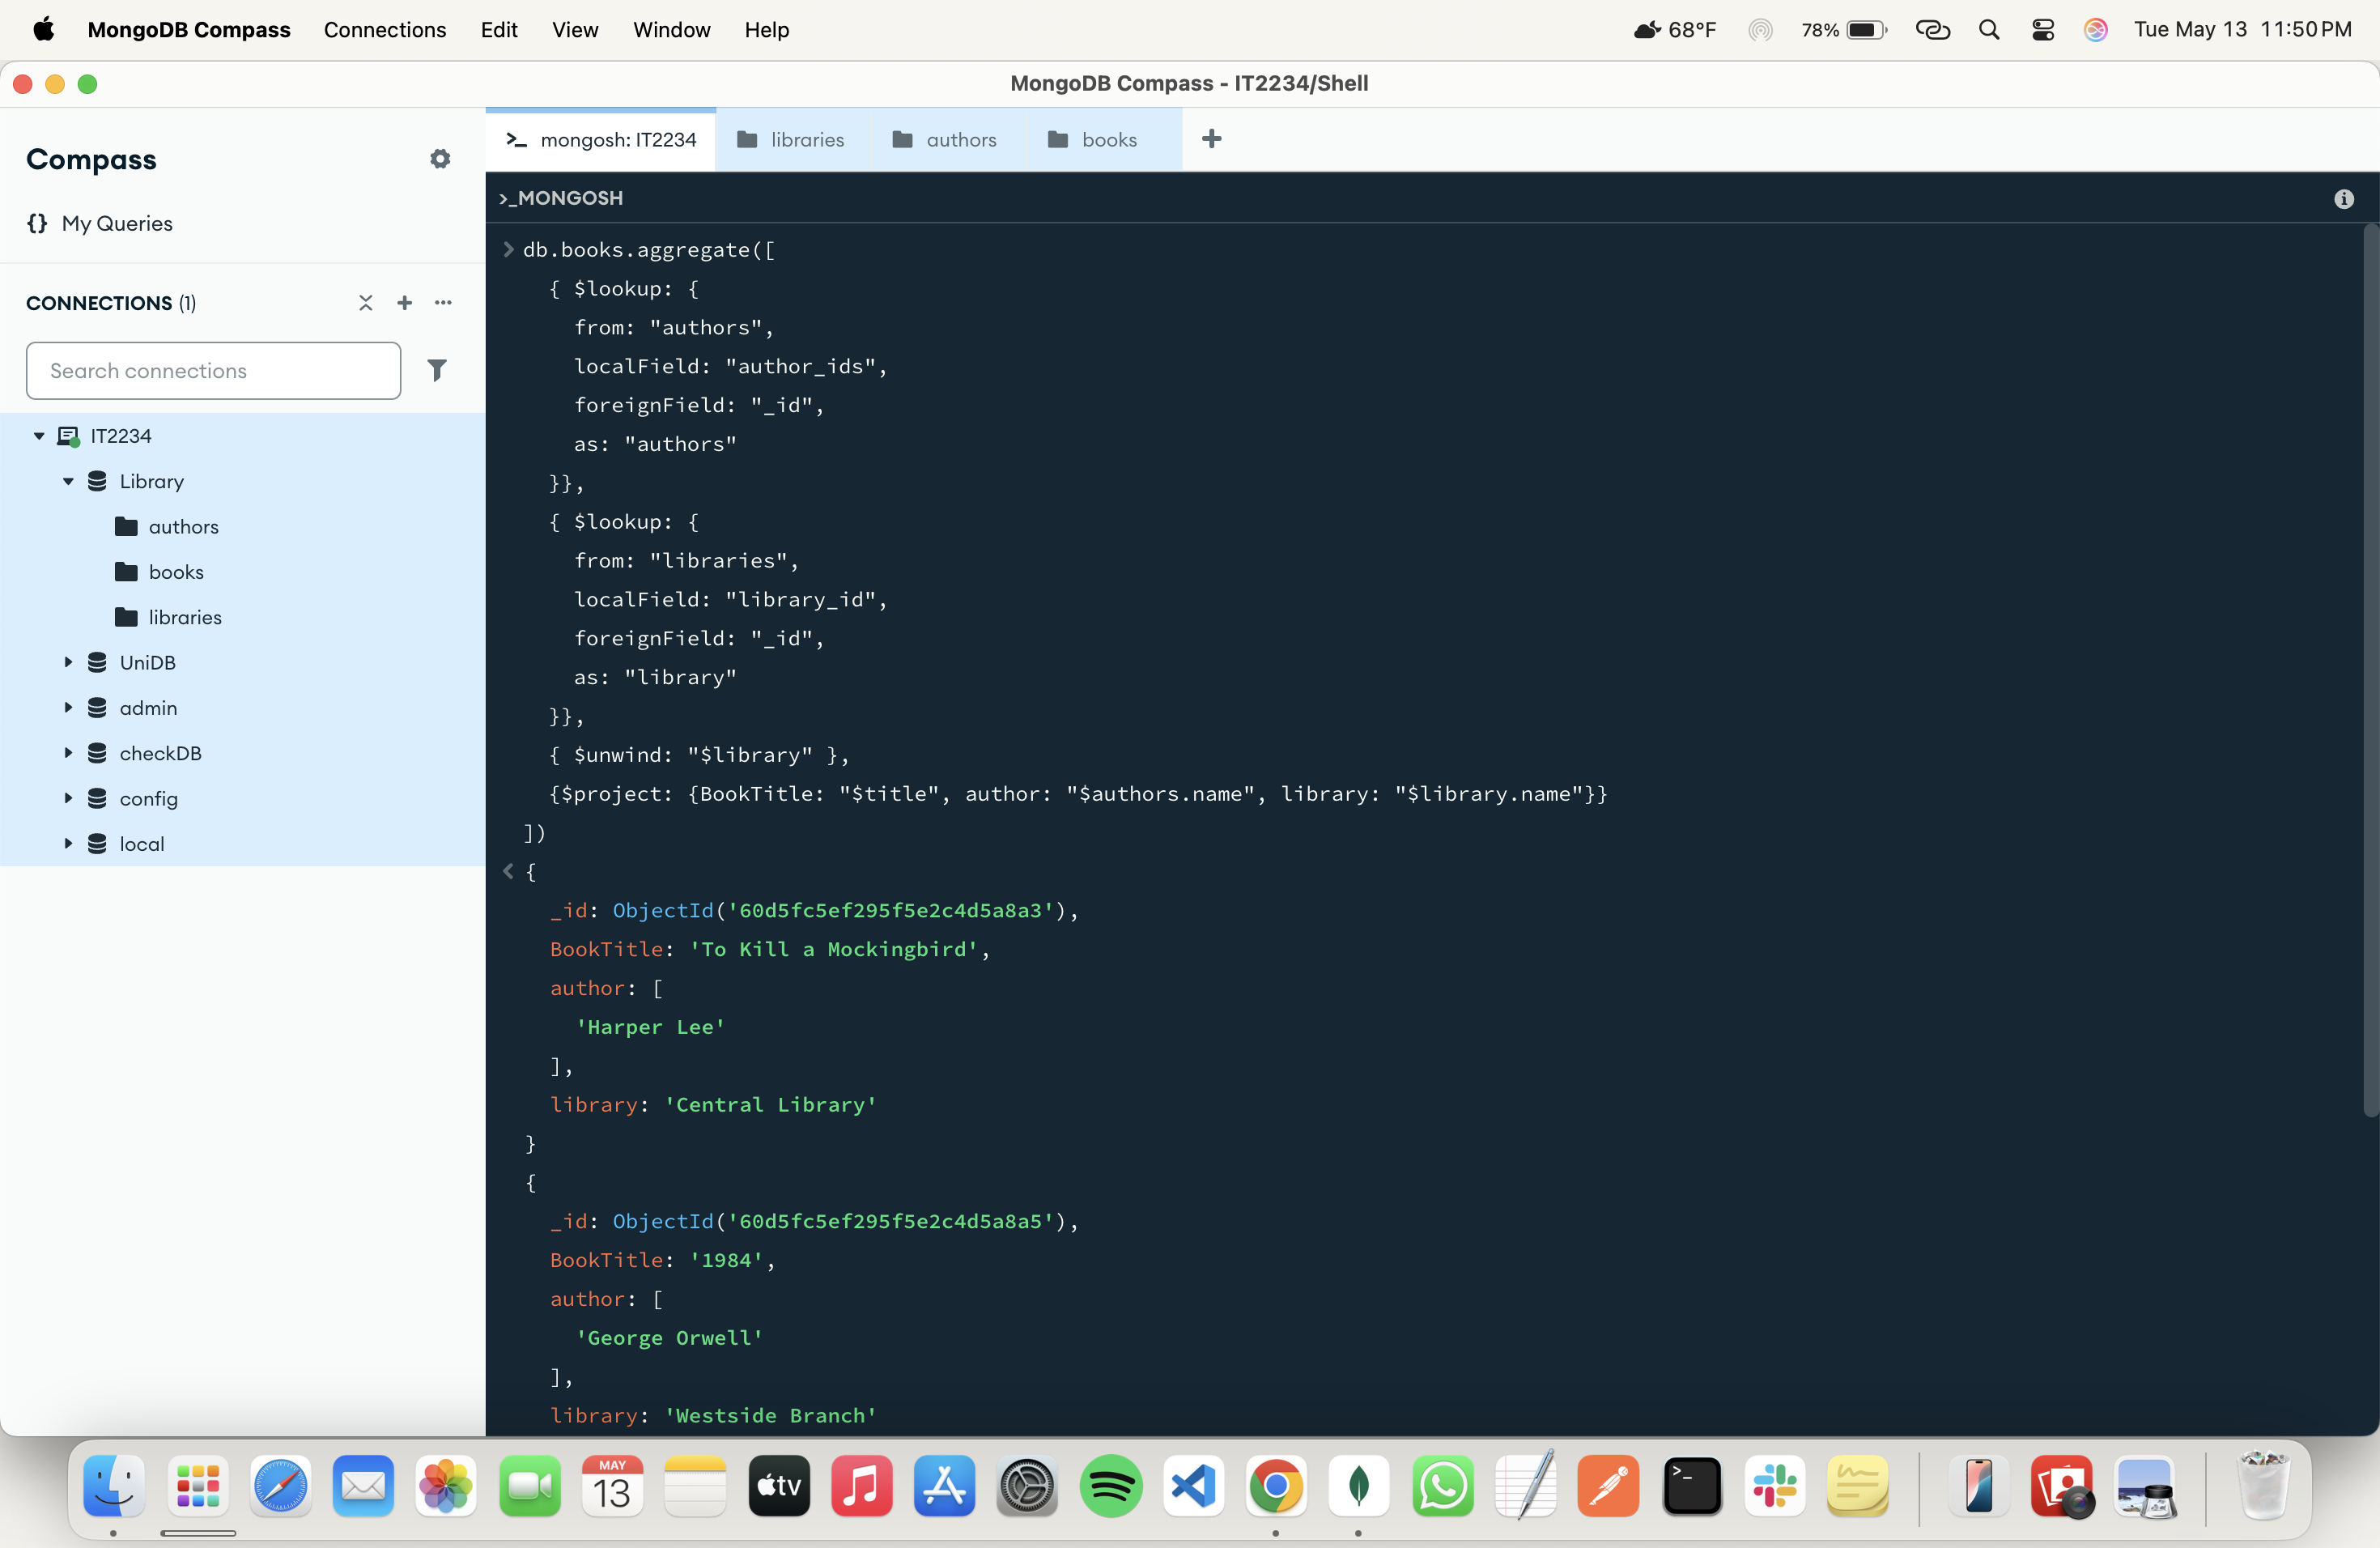 MongoDB Compass Connections Edit View Window Help 68°F 78% Tue May 13 11:50 PM
MongoDB Compass - IT2234/Shell
Compass
My Queries
CONNECTIONS (1)
Search connections
IT2234
Library
authors
books
libraries
UniDB
admin
checkDB
config
local
>_ mongosh: IT2234 libraries authors books +
>_MONGOSH
> db.books.aggregate([
{ $lookup: {
from: "authors",
localField: "author_ids",
foreignField: "_id",
as: "authors"
}},
{ $lookup: {
from: "libraries",
localField: "library_id",
foreignField: "_id",
as: "library"
}},
{ $unwind: "$library" },
{$project: {BookTitle: "$title", author: "$authors.name", library: "$library.name"}}
])
< {
_id: ObjectId('60d5fc5ef295f5e2c4d5a8a3'),
BookTitle: 'To Kill a Mockingbird',
author: [
'Harper Lee'
],
library: 'Central Library'
}
{
_id: ObjectId('60d5fc5ef295f5e2c4d5a8a5'),
BookTitle: '1984',
author: [
'George Orwell'
],
library: 'Westside Branch'
MAY
13
tv
>_